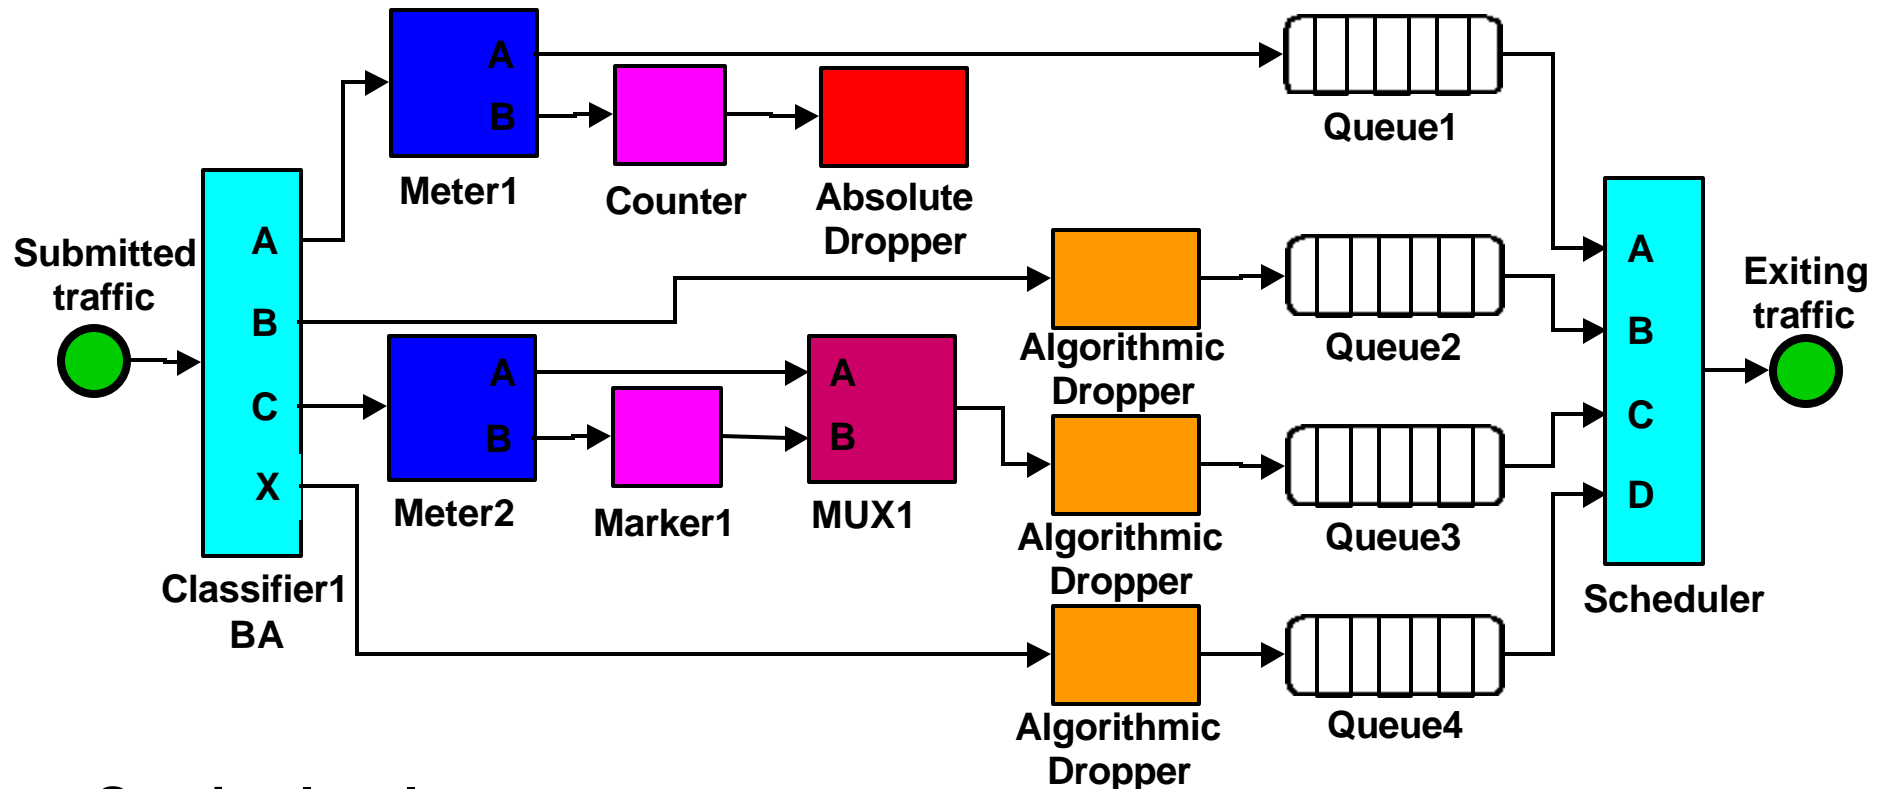 A
B
Meter1
Counter
Absolute
Dropper
Queue1
Submitted
traffic
A
B
C
X
Classifier1
BA
Algorithmic
Dropper
Queue2
A
B
Meter2
Marker1
A
B
MUX1
Algorithmic
Dropper
Queue3
Algorithmic
Dropper
Queue4
A
B
C
D
Scheduler
Exiting
traffic